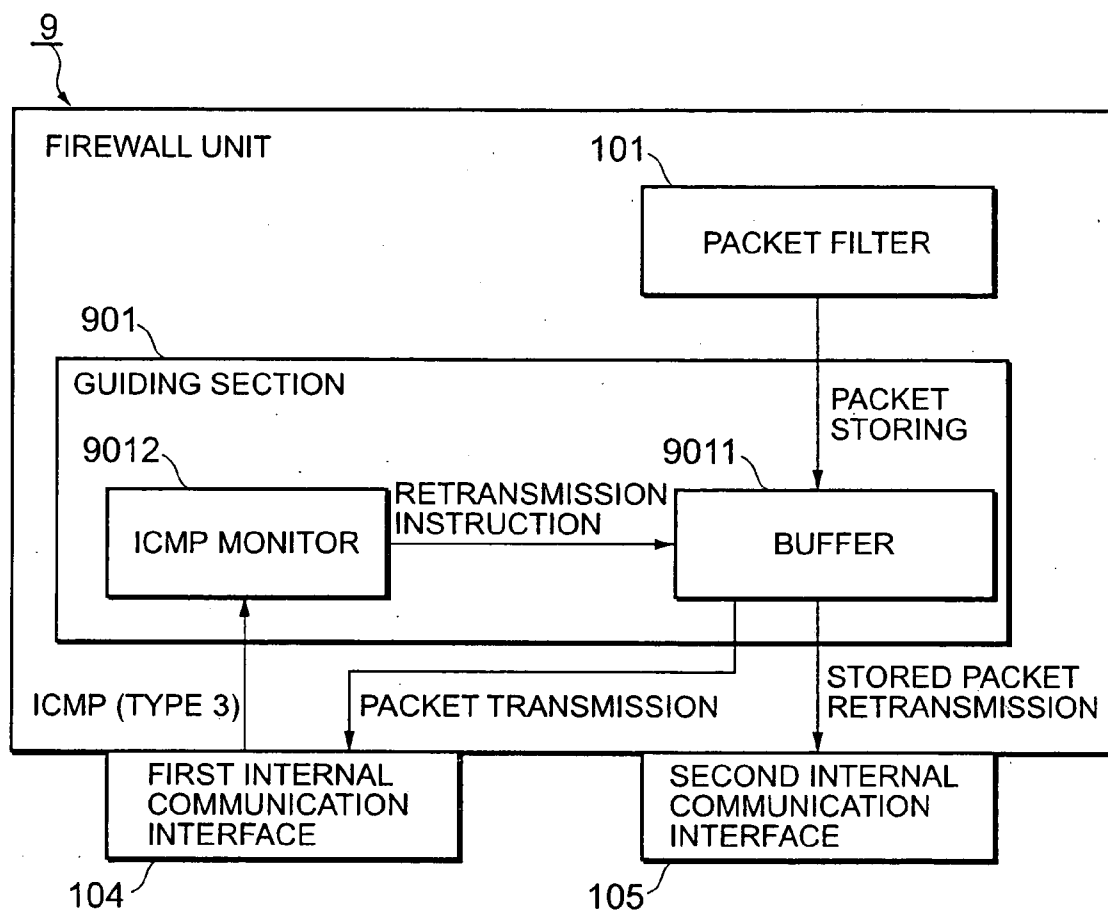 9
FIREWALL UNIT
101
PACKET FILTER
901
GUIDING SECTION
PACKET
STORING
9012
9011
RETRANSMISSION
INSTRUCTION
ICMP MONITOR
BUFFER
ICMP (TYPE 3)
PACKET TRANSMISSION
STORED PACKET
RETRANSMISSION
FIRST INTERNAL
COMMUNICATION
INTERFACE
SECOND INTERNAL
COMMUNICATION
INTERFACE
104
105